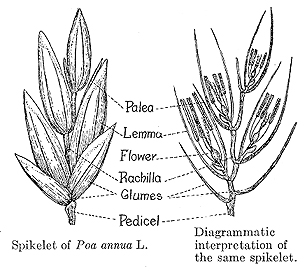 Palea
Lemma
Flower
Rachilla
Glumes
Pedicel
Spikelet of Poa annua L.
Diagrammatic
interpretation of
the same spikelet.